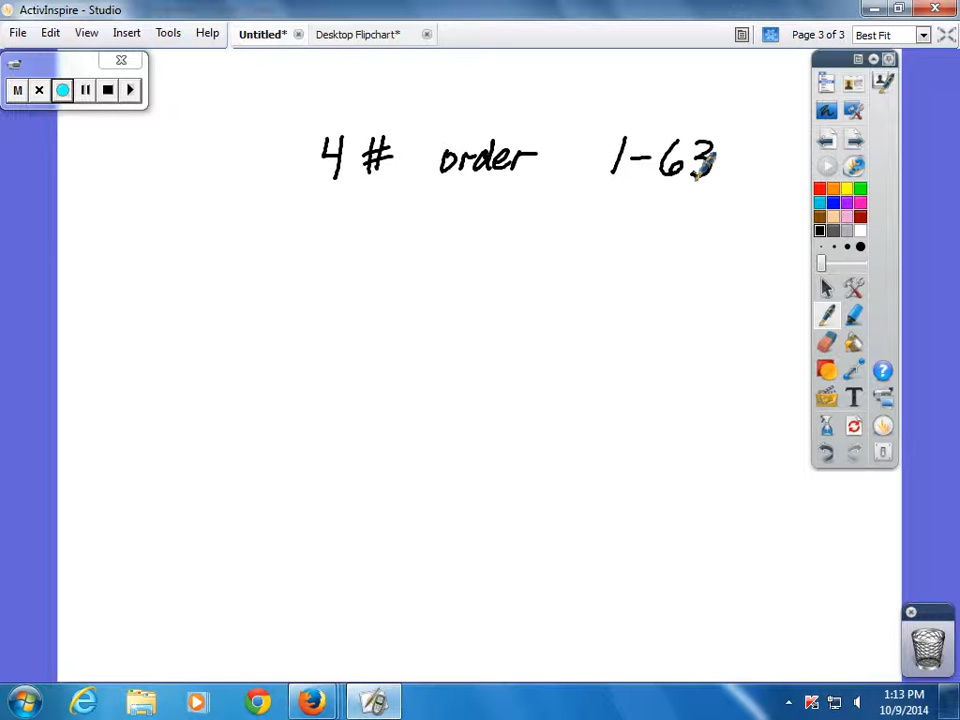 ActivInspire - Studio
File Edit View Insert Tools Help Untitled* Desktop Flipchart* Page 3 of 3 Best Fit
M
4 # order 1-63
T
1:13 PM
10/9/2014